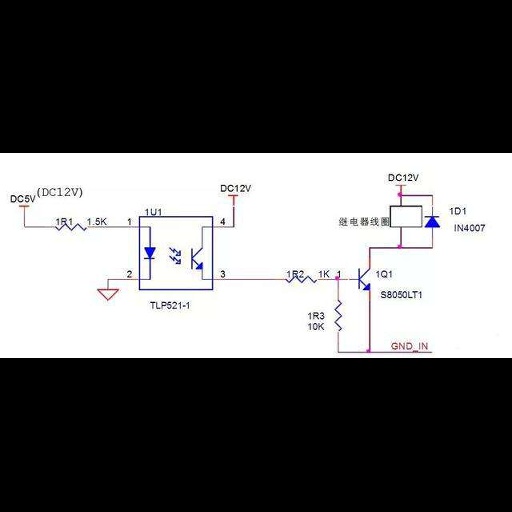 DC5V(DC12V)
1R1 1.5K
1
1U1
4
DC12V
2
3
TLP521-1
1R2 1K 1
1R3
10K
DC12V
继电器线圈
1D1
IN4007
1Q1
S8050LT1
GND_IN